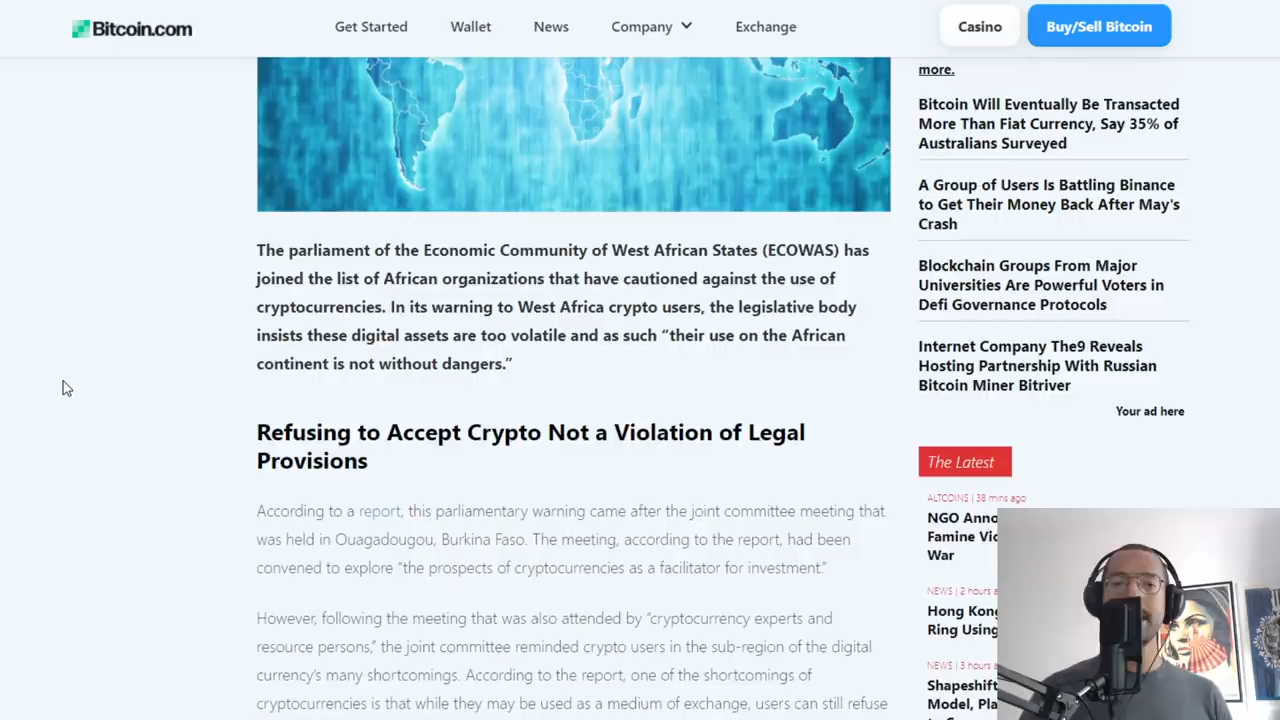 Bitcoin.com
Get Started
Wallet
News
Company
Exchange
Casino
Buy/Sell Bitcoin
The parliament of the Economic Community of West African States (ECOWAS) has
joined the list of African organizations that have cautioned against the use of
cryptocurrencies. In its warning to West Africa crypto users, the legislative body
insists these digital assets are too volatile and as such “their use on the African
continent is not without dangers.”
Refusing to Accept Crypto Not a Violation of Legal
Provisions
According to a report, this parliamentary warning came after the joint committee meeting that
was held in Ouagadougou, Burkina Faso. The meeting, according to the report, had been
convened to explore “the prospects of cryptocurrencies as a facilitator for investment.”
However, following the meeting that was also attended by “cryptocurrency experts and
resource persons,” the joint committee reminded crypto users in the sub-region of the digital
currency’s many shortcomings. According to the report, one of the shortcomings of
cryptocurrencies is that while they may be used as a medium of exchange, users can still refuse
more.
Bitcoin Will Eventually Be Transacted
More Than Fiat Currency, Say 35% of
Australians Surveyed
A Group of Users Is Battling Binance
to Get Their Money Back After May's
Crash
Blockchain Groups From Major
Universities Are Powerful Voters in
Defi Governance Protocols
Internet Company The9 Reveals
Hosting Partnership With Russian
Bitcoin Miner Bitriver
Your ad here
The Latest
ALTCOINS | 38 mins ago
NGO Anno
Famine Vic
War
NEWS | 2 hours a
Hong Kong
Ring Using
NEWS | 3 hours a
Shapeshift
Model, Pla